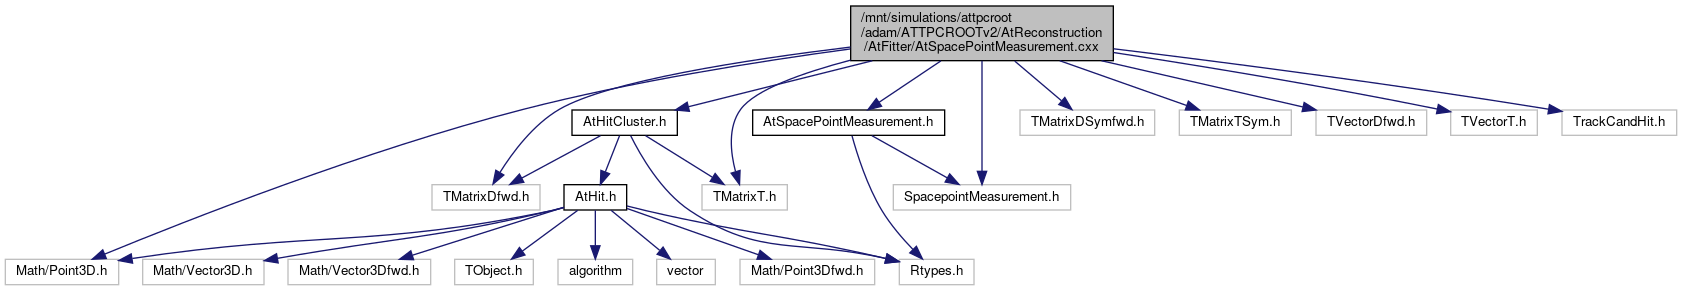 /mnt/simulations/attpcroot
/adam/ATTPCROOTv2/AtReconstruction
/AtFitter/AtSpacePointMeasurement.cxx
AtHitCluster.h
AtSpacePointMeasurement.h
TMatrixDSymfwd.h
TMatrixTSym.h
TVectorDfwd.h
TVectorT.h
TrackCandHit.h
TMatrixDfwd.h
AtHit.h
TMatrixT.h
SpacepointMeasurement.h
Math/Point3D.h
Math/Vector3D.h
Math/Vector3Dfwd.h
TObject.h
algorithm
vector
Math/Point3Dfwd.h
Rtypes.h